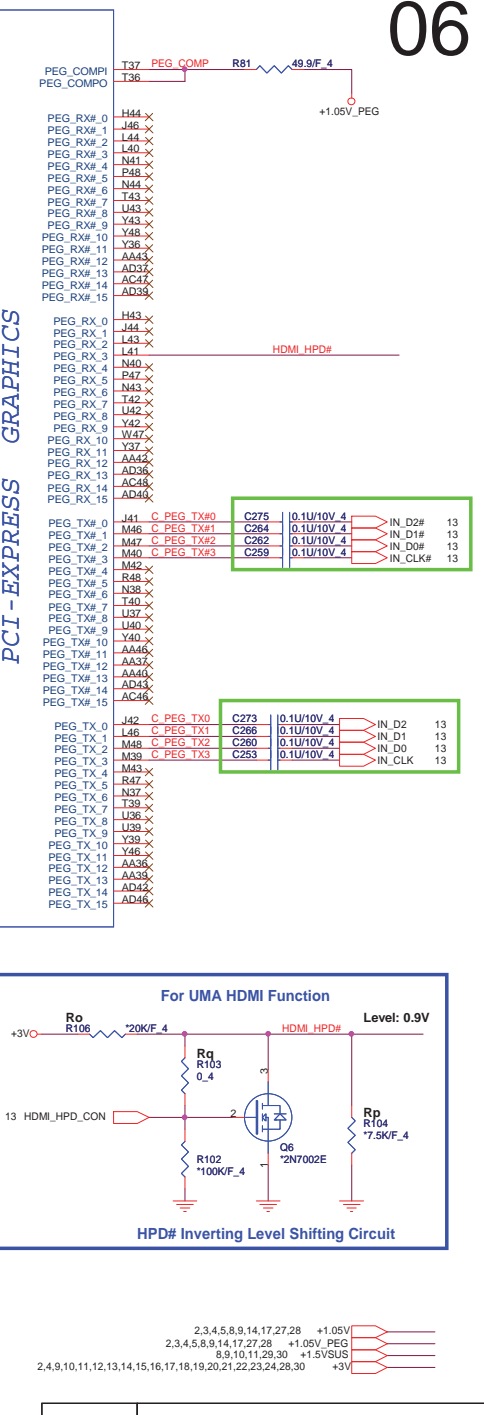 06
PEG_COMPI T37 PEG_COMP R81 49.9/F_4
PEG_COMPO T36
+1.05V_PEG
PEG_RX#_0 H44
PEG_RX#_1 J46
PEG_RX#_2 L44
PEG_RX#_3 L40
PEG_RX#_4 N41
PEG_RX#_5 P48
PEG_RX#_6 N44
PEG_RX#_7 T43
PEG_RX#_8 U43
PEG_RX#_9 Y43
PEG_RX#_10 Y48
PEG_RX#_11 Y36
PEG_RX#_12 AA43
PEG_RX#_13 AD37
PEG_RX#_14 AC47
PEG_RX#_15 AD39
PEG_RX_0 H43
PEG_RX_1 J44
PEG_RX_2 L43
PEG_RX_3 L41 HDMI_HPD#
PEG_RX_4 N40
PEG_RX_5 P47
PEG_RX_6 N43
PEG_RX_7 T42
PEG_RX_8 U42
PEG_RX_9 Y42
PEG_RX_10 W47
PEG_RX_11 Y37
PEG_RX_12 AA42
PEG_RX_13 AD36
PEG_RX_14 AC48
PEG_RX_15 AD40
PCI-EXPRESS GRAPHICS
PEG_TX#_0 J41 C_PEG_TX#0 C275 0.1U/10V_4 IN_D2# 13
PEG_TX#_1 M46 C_PEG_TX#1 C264 0.1U/10V_4 IN_D1# 13
PEG_TX#_2 M47 C_PEG_TX#2 C262 0.1U/10V_4 IN_D0# 13
PEG_TX#_3 M40 C_PEG_TX#3 C259 0.1U/10V_4 IN_CLK# 13
PEG_TX#_4 M42
PEG_TX#_5 R48
PEG_TX#_6 N38
PEG_TX#_7 T40
PEG_TX#_8 U37
PEG_TX#_9 U40
PEG_TX#_10 Y40
PEG_TX#_11 AA46
PEG_TX#_12 AA37
PEG_TX#_13 AA40
PEG_TX#_14 AD43
PEG_TX#_15 AC46
PEG_TX_0 J42 C_PEG_TX0 C273 0.1U/10V_4 IN_D2 13
PEG_TX_1 L46 C_PEG_TX1 C266 0.1U/10V_4 IN_D1 13
PEG_TX_2 M48 C_PEG_TX2 C260 0.1U/10V_4 IN_D0 13
PEG_TX_3 M39 C_PEG_TX3 C253 0.1U/10V_4 IN_CLK 13
PEG_TX_4 M43
PEG_TX_5 R47
PEG_TX_6 N37
PEG_TX_7 T39
PEG_TX_8 U36
PEG_TX_9 U39
PEG_TX_10 Y39
PEG_TX_11 Y46
PEG_TX_12 AA36
PEG_TX_13 AA39
PEG_TX_14 AD42
PEG_TX_15 AD46
For UMA HDMI Function
Ro
Level: 0.9V
+3V R106 *20K/F_4 HDMI_HPD#
Rq
R103
0_4
3
13 HDMI_HPD_CON 2
Rp
R104
*7.5K/F_4
Q6
*2N7002E
R102
*100K/F_4
1
HPD# Inverting Level Shifting Circuit
2,3,4,5,8,9,14,17,27,28 +1.05V
2,3,4,5,8,9,14,17,27,28 +1.05V_PEG
8,9,10,11,29,30 +1.5VSUS
2,4,9,10,11,12,13,14,15,16,17,18,19,20,21,22,23,24,28,30 +3V